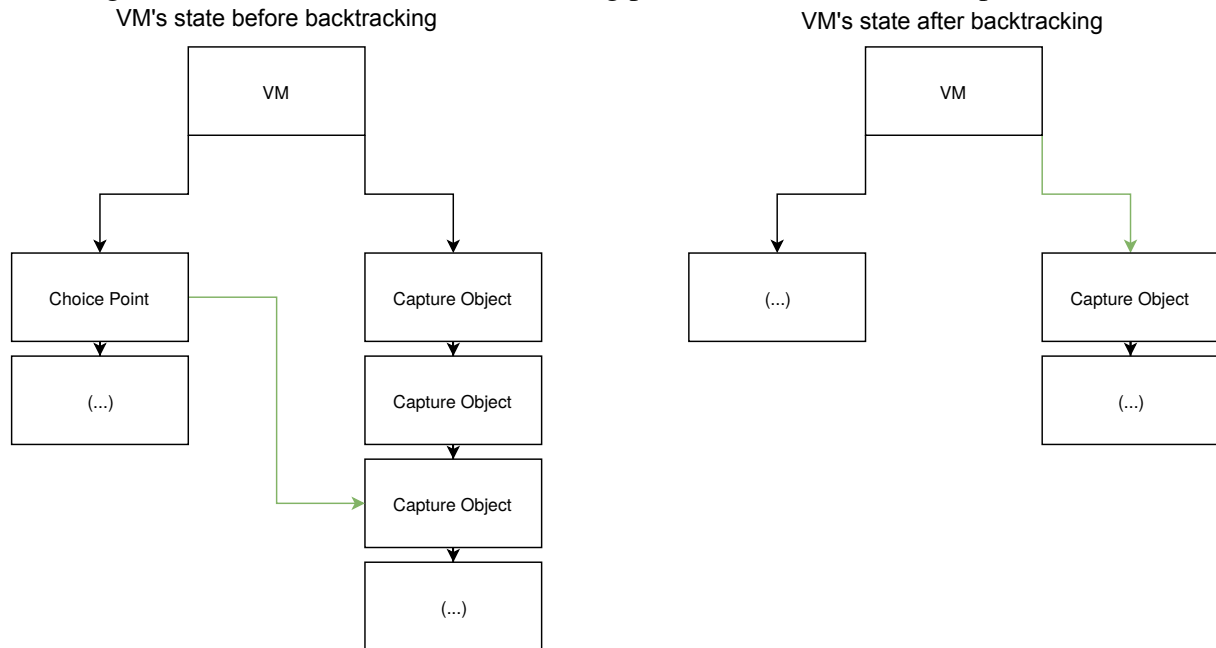 VM's state before backtracking
VM
Choice Point
(...)
Capture Object
Capture Object
Capture Object
(...)
VM's state after backtracking
VM
(...)
Capture Object
(...)